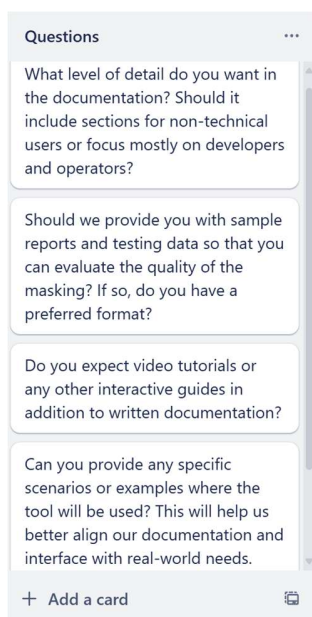 Questions
What level of detail do you want in
the documentation? Should it
include sections for non-technical
users or focus mostly on developers
and operators?
Should we provide you with sample
reports and testing data so that you
can evaluate the quality of the
masking? If so, do you have a
preferred format?
Do you expect video tutorials or
any other interactive guides in
addition to written documentation?
Can you provide any specific
scenarios or examples where the
tool will be used? This will help us
better align our documentation and
interface with real-world needs.
+ Add a card